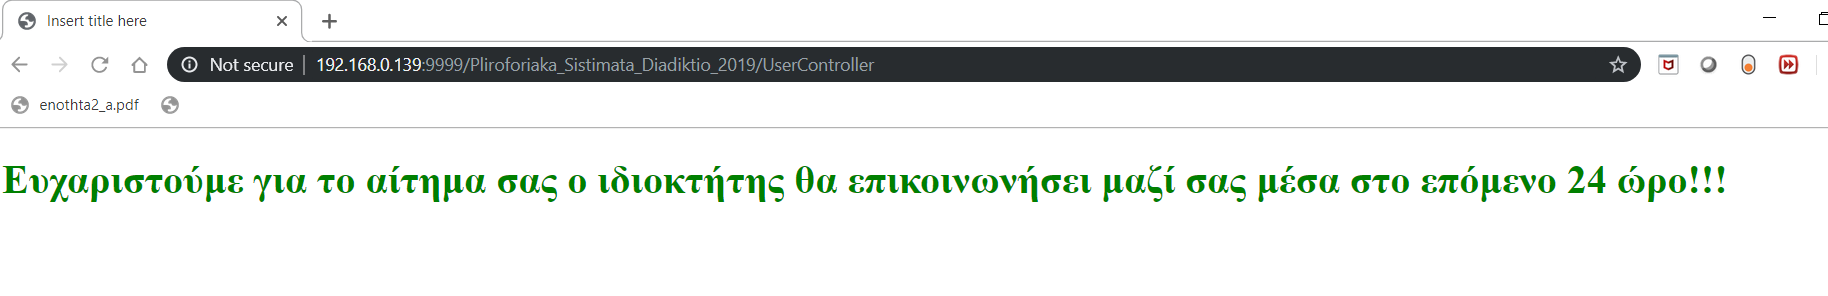 Insert title here
Not secure | 192.168.0.139:9999/Pliroforiaka_Sistimata_Diadiktio_2019/UserController
enothta2_a.pdf
Ευχαριστούμε για το αίτημα σας ο ιδιοκτήτης θα επικοινωνήσει μαζί σας μέσα στο επόμενο 24 ώρο!!!